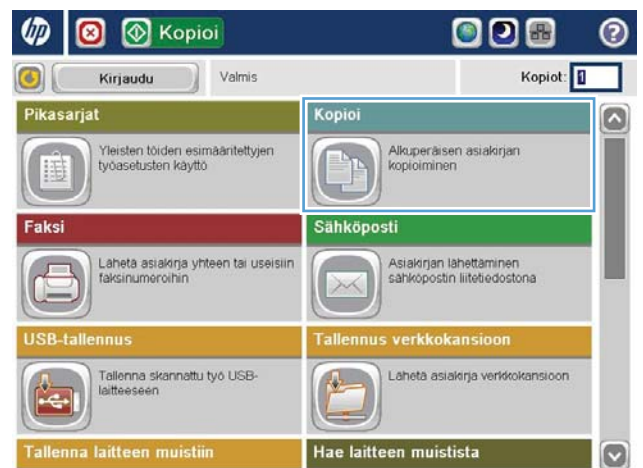 hp
Kopioi
?
Kirjaudu
Valmis
Kopiot: 1
Pikasarjat
Yleisten töiden esimääritettyjen
työasetusten käyttö
Kopioi
Alkuperäisen asiakirjan
kopioiminen
Faksi
Lähetä asiakirja yhteen tai useisiin
faksinumeroihin
Sähköposti
Asiakirjan lähettäminen
sähköpostin liitetiedostona
USB-tallennus
Tallenna skannattu työ USB-
laitteeseen
Tallennus verkkokansioon
Lähetä asiakirja verkkokansioon
Tallenna laitteen muistiin
Hae laitteen muistista